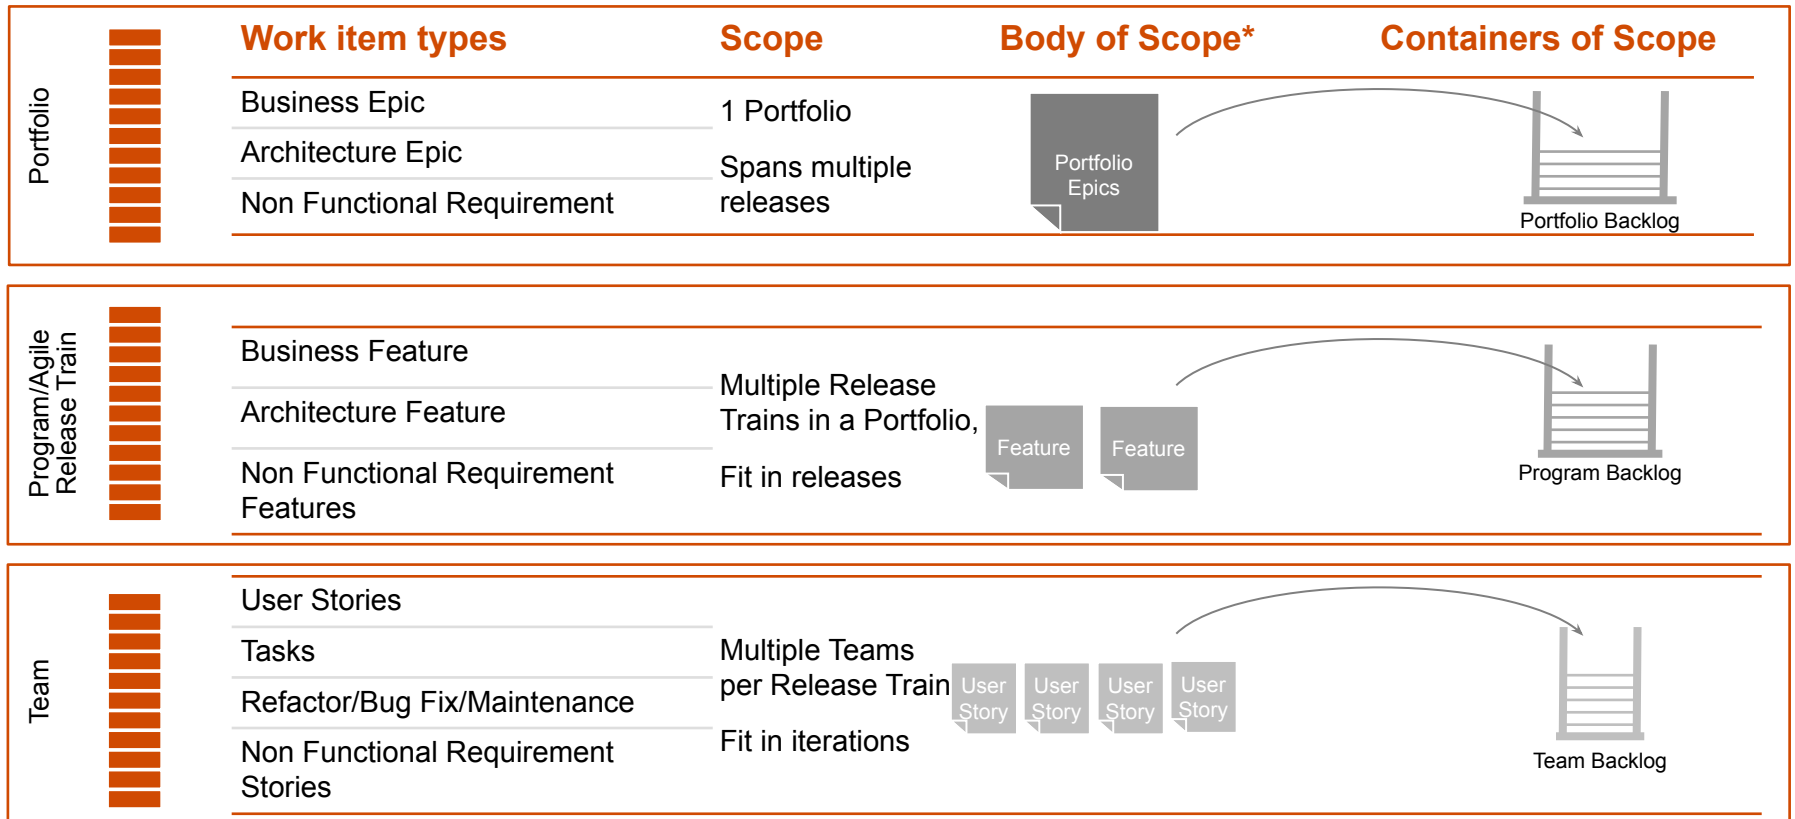 Work item types
Scope
Body of Scope*
Containers of Scope
Portfolio
Business Epic
Architecture Epic
Non Functional Requirement
1 Portfolio
Spans multiple
releases
Portfolio
Epics
Portfolio Backlog
Program/Agile
Release Train
Business Feature
Architecture Feature
Non Functional Requirement
Features
Multiple Release
Trains in a Portfolio,
Fit in releases
Feature
Feature
Program Backlog
Team
User Stories
Tasks
Refactor/Bug Fix/Maintenance
Non Functional Requirement
Stories
Multiple Teams
per Release Train
Fit in iterations
User
Story
User
Story
User
Story
User
Story
Team Backlog